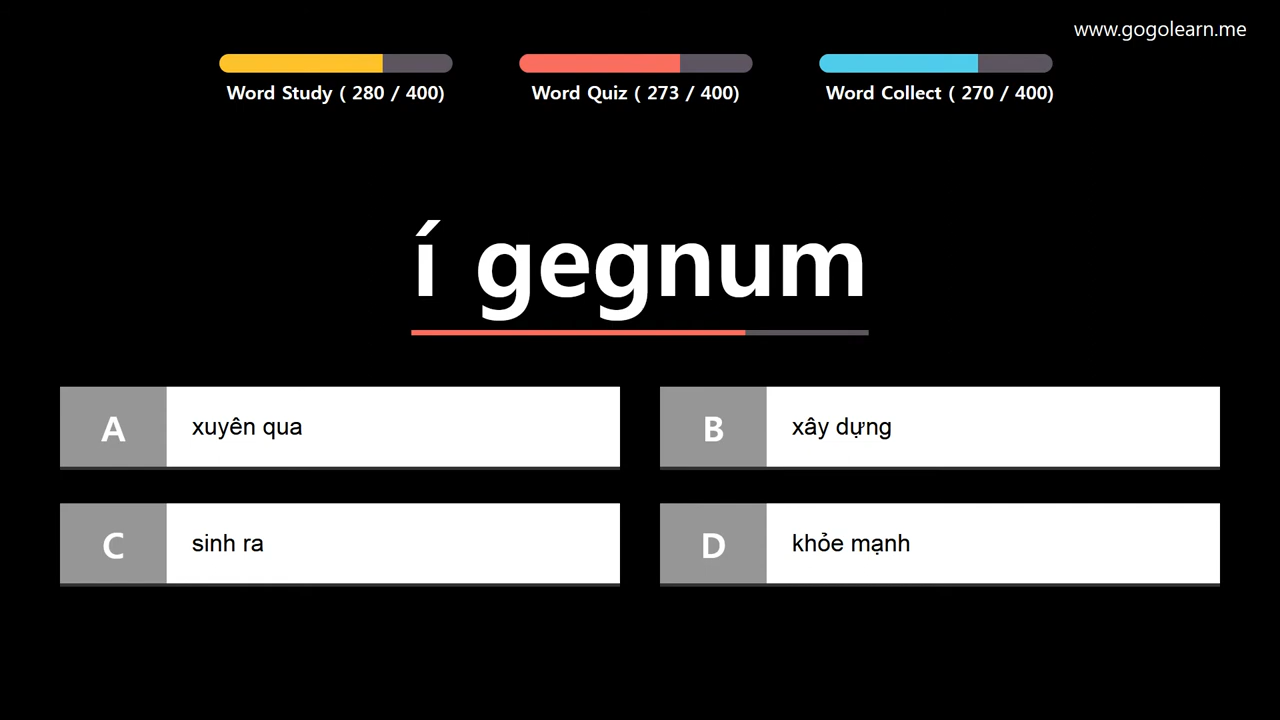 www.gogolearn.me
Word Study ( 280 / 400)
Word Quiz ( 273 / 400)
Word Collect ( 270 / 400)
í gegnum
A
xuyên qua
B
xây dựng
C
sinh ra
D
khỏe mạnh